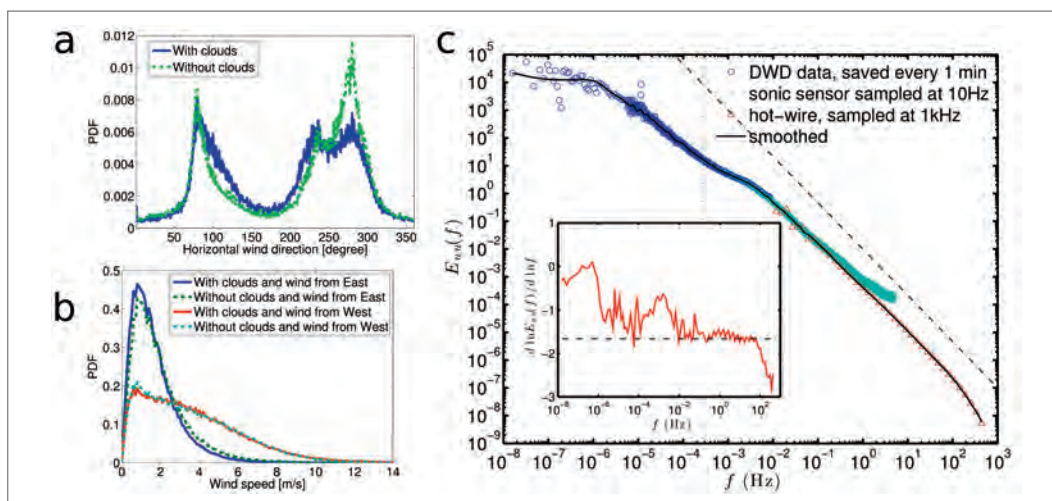 a
0.012
0.01
0.008
0.006
0.004
0.002
0
PDF
With clouds
Without clouds
50 100 150 200 250 300 350
Horizontal wind direction [degree]
b
0.5
0.4
0.3
0.2
0.1
0
PDF
With clouds and wind from East
Without clouds and wind from East
With clouds and wind from West
Without clouds and wind from West
0 2 4 6 8 10 12 14
Wind speed [m/s]
c
10^5
10^4
10^3
10^2
10^1
10^0
10^-1
10^-2
10^-3
10^-4
10^-5
10^-6
10^-7
10^-8
10^-9
E_uu(f)
DWD data, saved every 1 min
sonic sensor sampled at 10Hz
hot-wire, sampled at 1kHz
smoothed
1
0
-1
-2
-3
d ln E_uu(f)/d ln f
10^-8 10^-6 10^-4 10^-2 10^0 10^2
f (Hz)
10^-8 10^-7 10^-6 10^-5 10^-4 10^-3 10^-2 10^-1 10^0 10^1 10^2 10^3
f (Hz)